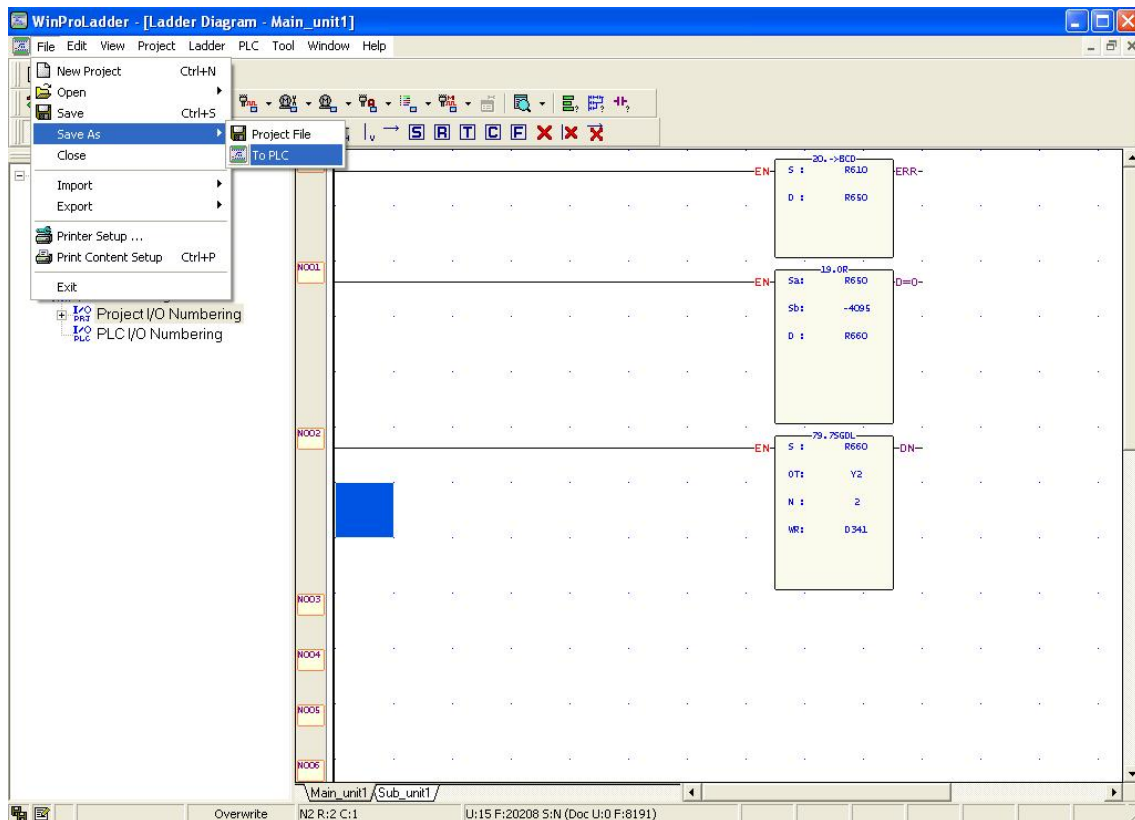 WinProLadder - [Ladder Diagram - Main_unit1]
File Edit View Project Ladder PLC Tool Window Help
New Project Ctrl+N
Open
Save Ctrl+S
Save As
Project File
To PLC
Close
Import
Export
Printer Setup ...
Print Content Setup Ctrl+P
Exit
I/O PRJ Project I/O Numbering
I/O PLC PLC I/O Numbering
S R T C F
EN 20.->BCD ERR
S : R610
D : R650
N001
EN 19.OR D=0
Sa: R650
Sb: -4095
D : R660
N002
EN 79.7SGDL DN
S : R660
OT: Y2
N : 2
WR: D341
N003
N004
N005
N006
Main_unit1 Sub_unit1
Overwrite N2 R:2 C:1 U:15 F:20208 S:N (Doc U:0 F:8191)